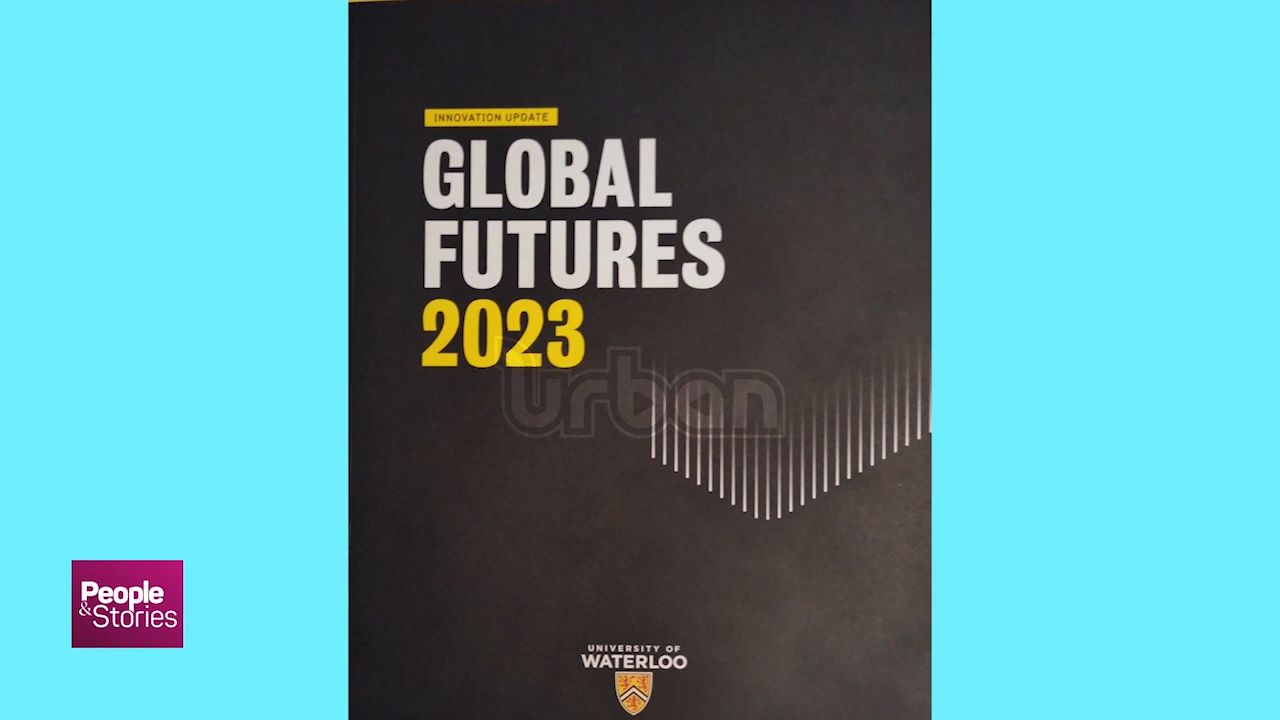 INNOVATION UPDATE
GLOBAL
FUTURES
2023
urban
People
&Stories
UNIVERSITY OF
WATERLOO